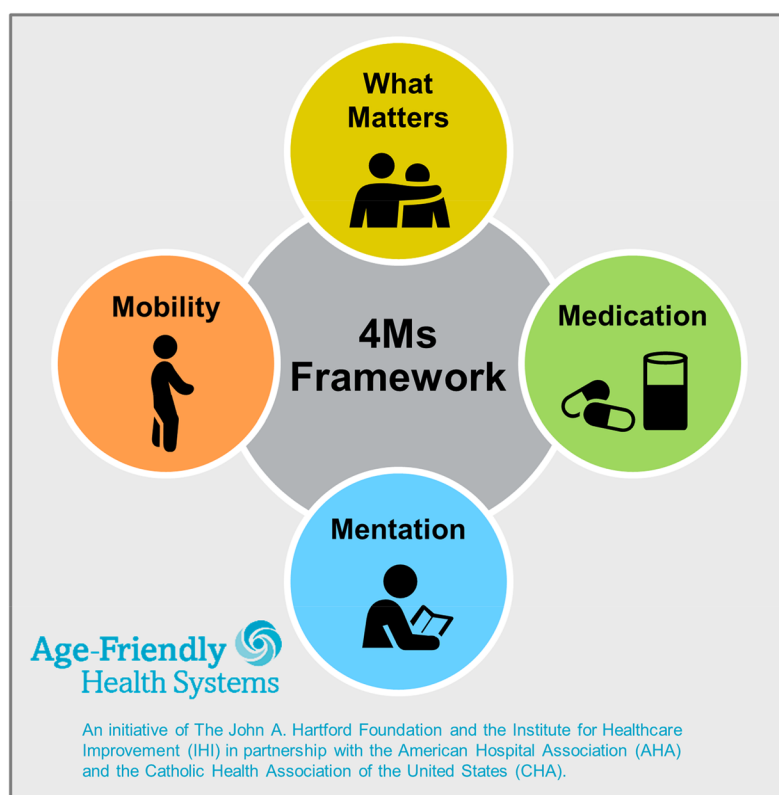 What
Matters
Mobility
4Ms
Framework
Medication
Mentation
Age-Friendly
Health Systems
An initiative of The John A. Hartford Foundation and the Institute for Healthcare
Improvement (IHI) in partnership with the American Hospital Association (AHA)
and the Catholic Health Association of the United States (CHA).